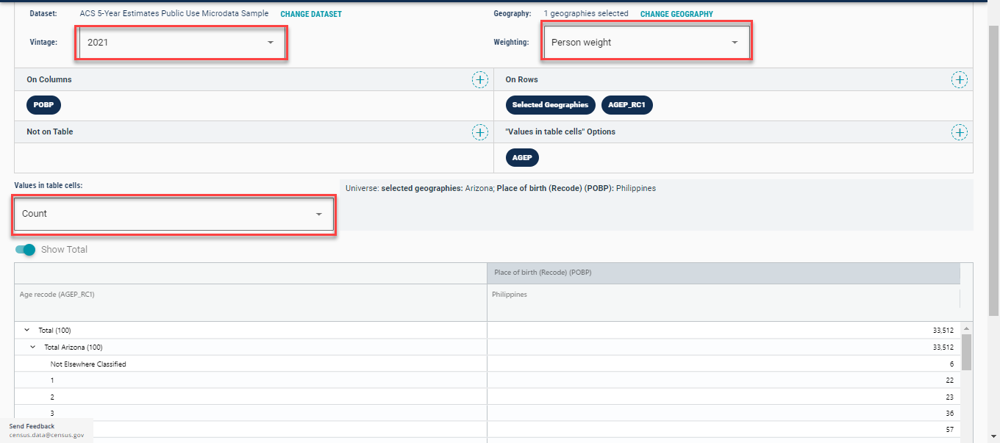 Dataset: ACS 5-Year Estimates Public Use Microdata Sample CHANGE DATASET Geography: 1 geographies selected CHANGE GEOGRAPHY
Vintage: 2021 Weighting: Person weight
On Columns On Rows
POBP Selected Geographies AGEP_RC1
Not on Table "Values in table cells" Options
AGEP
Values in table cells: Universe: selected geographies: Arizona; Place of birth (Recode) (POBP): Philippines
Count
Show Total
Place of birth (Recode) (POBP)
Age recode (AGEP_RC1) Philippines
Total (100) 33,512
Total Arizona (100) 33,512
Not Elsewhere Classified 6
1 22
2 23
3 36
57
Send Feedback
census.data@census.gov